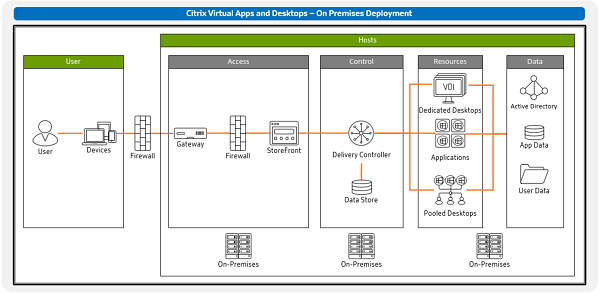 Citrix Virtual Apps and Desktops – On Premises Deployment
Hosts
User
Access
Control
Resources
Data
User
Devices
Firewall
Gateway
Firewall
StoreFront
Delivery Controller
Data Store
VDI
Dedicated Desktops
Applications
Pooled Desktops
Active Directory
App Data
User Data
On-Premises
On-Premises
On-Premises